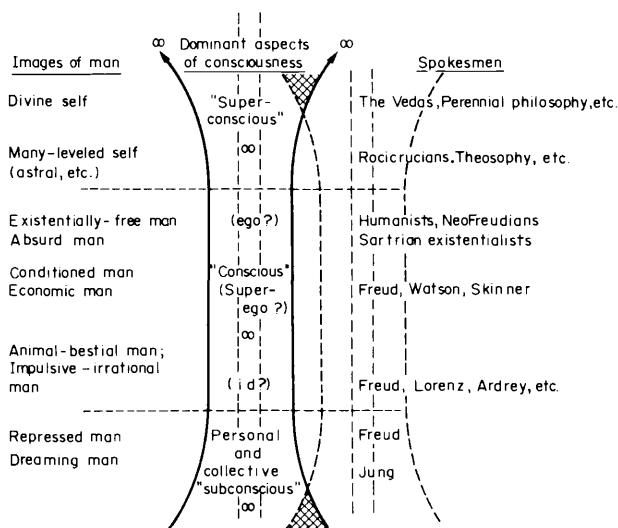 ∞ Dominant aspects ∞
Images of man of consciousness Spokesmen
Divine self "Super- The Vedas, Perennial philosophy, etc.
conscious"
Many-leveled self ∞ Rocicrucians. Theosophy, etc.
(astral, etc.)
Existentially-free man (ego?) Humanists, NeoFreudians
Absurd man Sartrian existentialists
Conditioned man "Conscious"
Economic man (Super- Freud, Watson, Skinner
ego?)
∞
Animal-bestial man;
Impulsive-irrational
man (id?) Freud, Lorenz, Ardrey, etc.
Repressed man Personal Freud
and
Dreaming man collective Jung
"subconscious"
∞